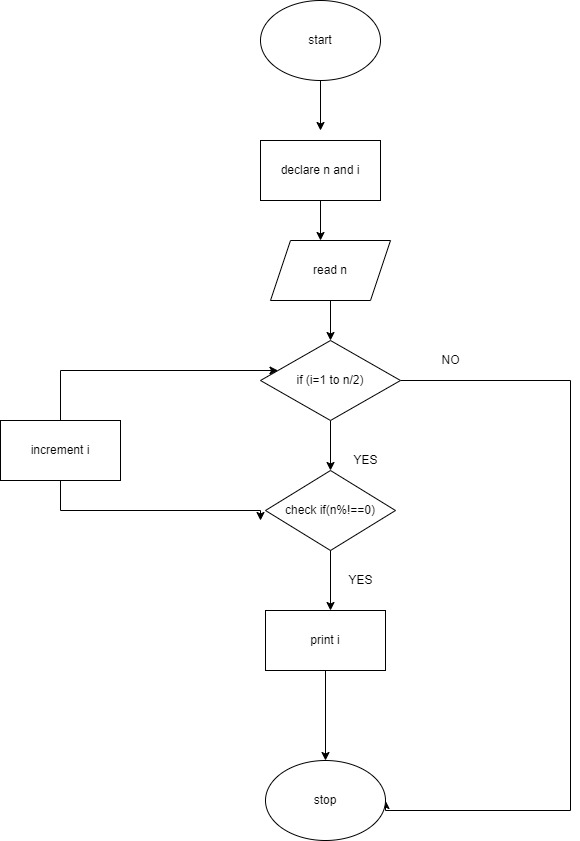 start
declare n and i
read n
if (i=1 to n/2)
NO
increment i
YES
check if(n%!==0)
YES
print i
stop